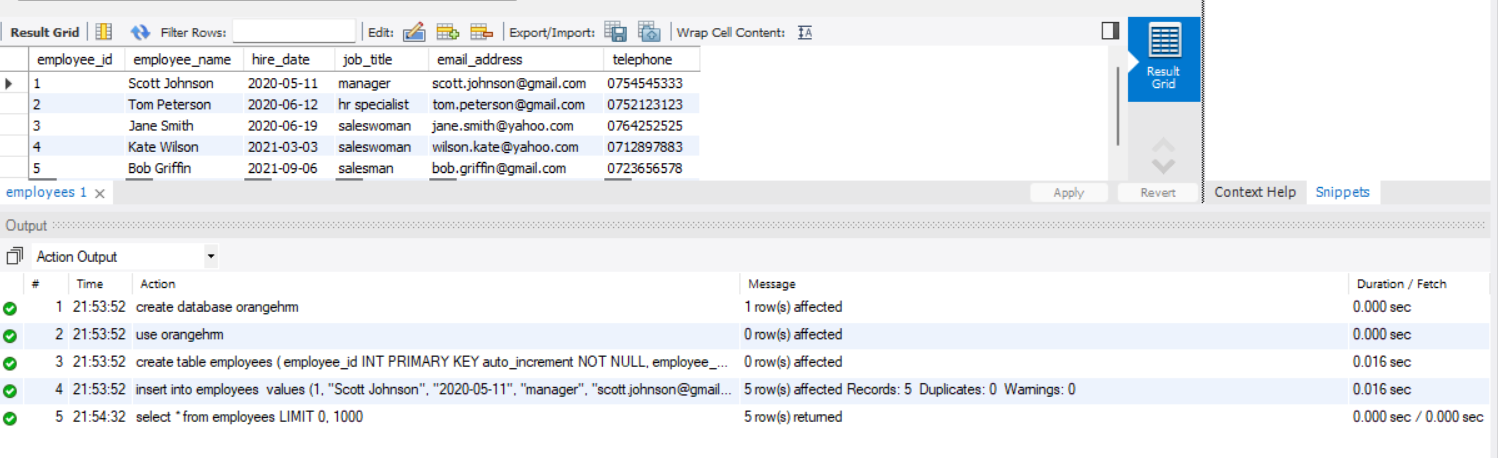 Result Grid Filter Rows: Edit: Export/Import: Wrap Cell Content:
employee_id employee_name hire_date job_title email_address telephone
1 Scott Johnson 2020-05-11 manager scott.johnson@gmail.com 0754545333
2 Tom Peterson 2020-06-12 hr specialist tom.peterson@gmail.com 0752123123
3 Jane Smith 2020-06-19 saleswoman jane.smith@yahoo.com 0764252525
4 Kate Wilson 2021-03-03 saleswoman wilson.kate@yahoo.com 0712897883
5 Bob Griffin 2021-09-06 salesman bob.griffin@gmail.com 0723656578
Result
Grid
employees 1 Apply Revert Context Help Snippets
Output
Action Output
# Time Action Message Duration / Fetch
1 21:53:52 create database orangehrm 1 row(s) affected 0.000 sec
2 21:53:52 use orangehrm 0 row(s) affected 0.000 sec
3 21:53:52 create table employees ( employee_id INT PRIMARY KEY auto_increment NOT NULL, employee_... 0 row(s) affected 0.016 sec
4 21:53:52 insert into employees values (1, "Scott Johnson", "2020-05-11", "manager", "scott.johnson@gmail... 5 row(s) affected Records: 5 Duplicates: 0 Warnings: 0 0.016 sec
5 21:54:32 select * from employees LIMIT 0, 1000 5 row(s) returned 0.000 sec / 0.000 sec